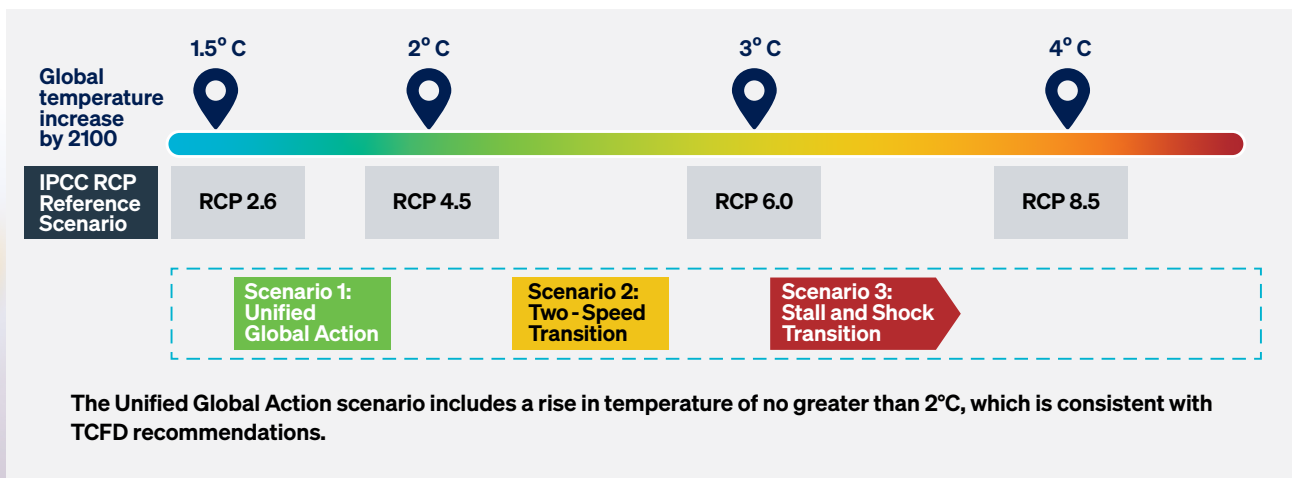 1.5° C
2° C
3° C
4° C
Global
temperature
increase
by 2100
IPCC RCP
Reference
Scenario
RCP 2.6
RCP 4.5
RCP 6.0
RCP 8.5
Scenario 1:
Unified
Global Action
Scenario 2:
Two - Speed
Transition
Scenario 3:
Stall and Shock
Transition
The Unified Global Action scenario includes a rise in temperature of no greater than 2°C, which is consistent with
TCFD recommendations.